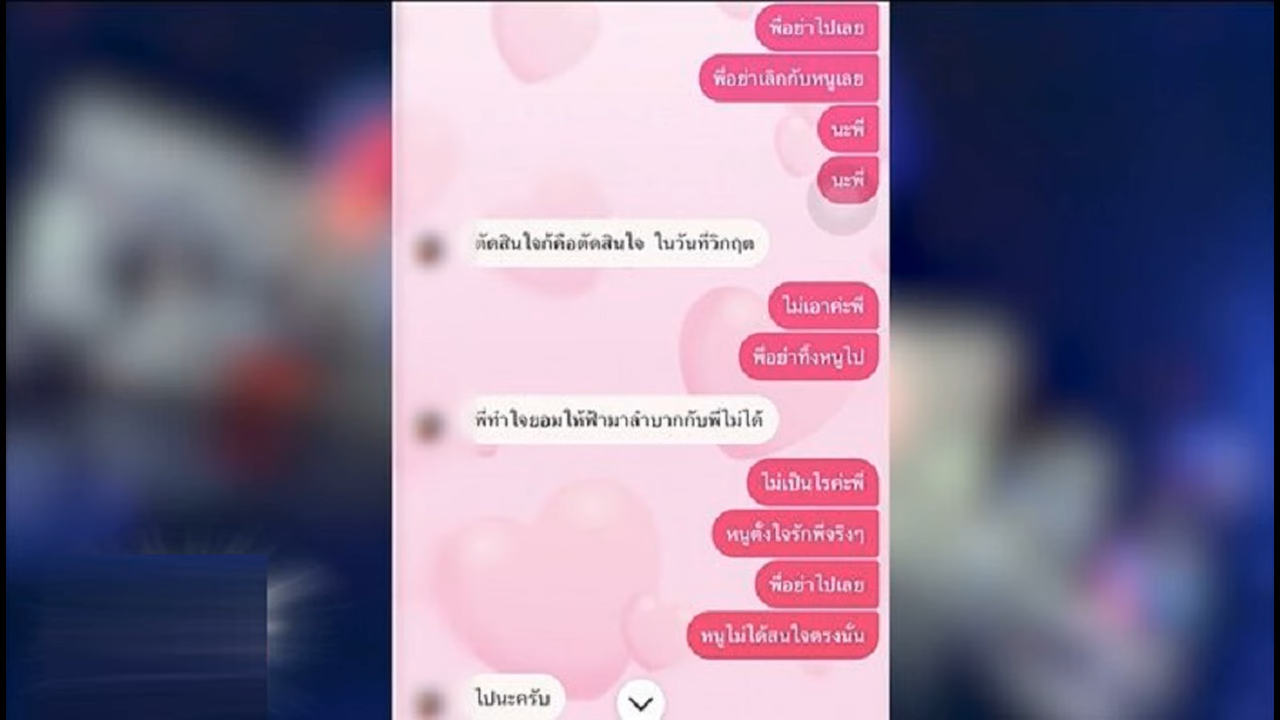 พี่อย่าไปเลย
พี่อย่าเลิกกับหนูเลย
นะพี่
นะพี่
ตัดสินใจก้คือตัดสินใจ ในวันที่วิกฤต
ไม่เอาค่ะพี่
พี่อย่าทิ้งหนูไป
พี่ทำใจยอมให้ฟ้ามาลำบากกับพี่ไม่ได้
ไม่เป็นไรค่ะพี่
หนูตั้งใจรักพี่จริงๆ
พี่อย่าไปเลย
หนูไม่ได้สนใจตรงนั้น
ไปนะครับ